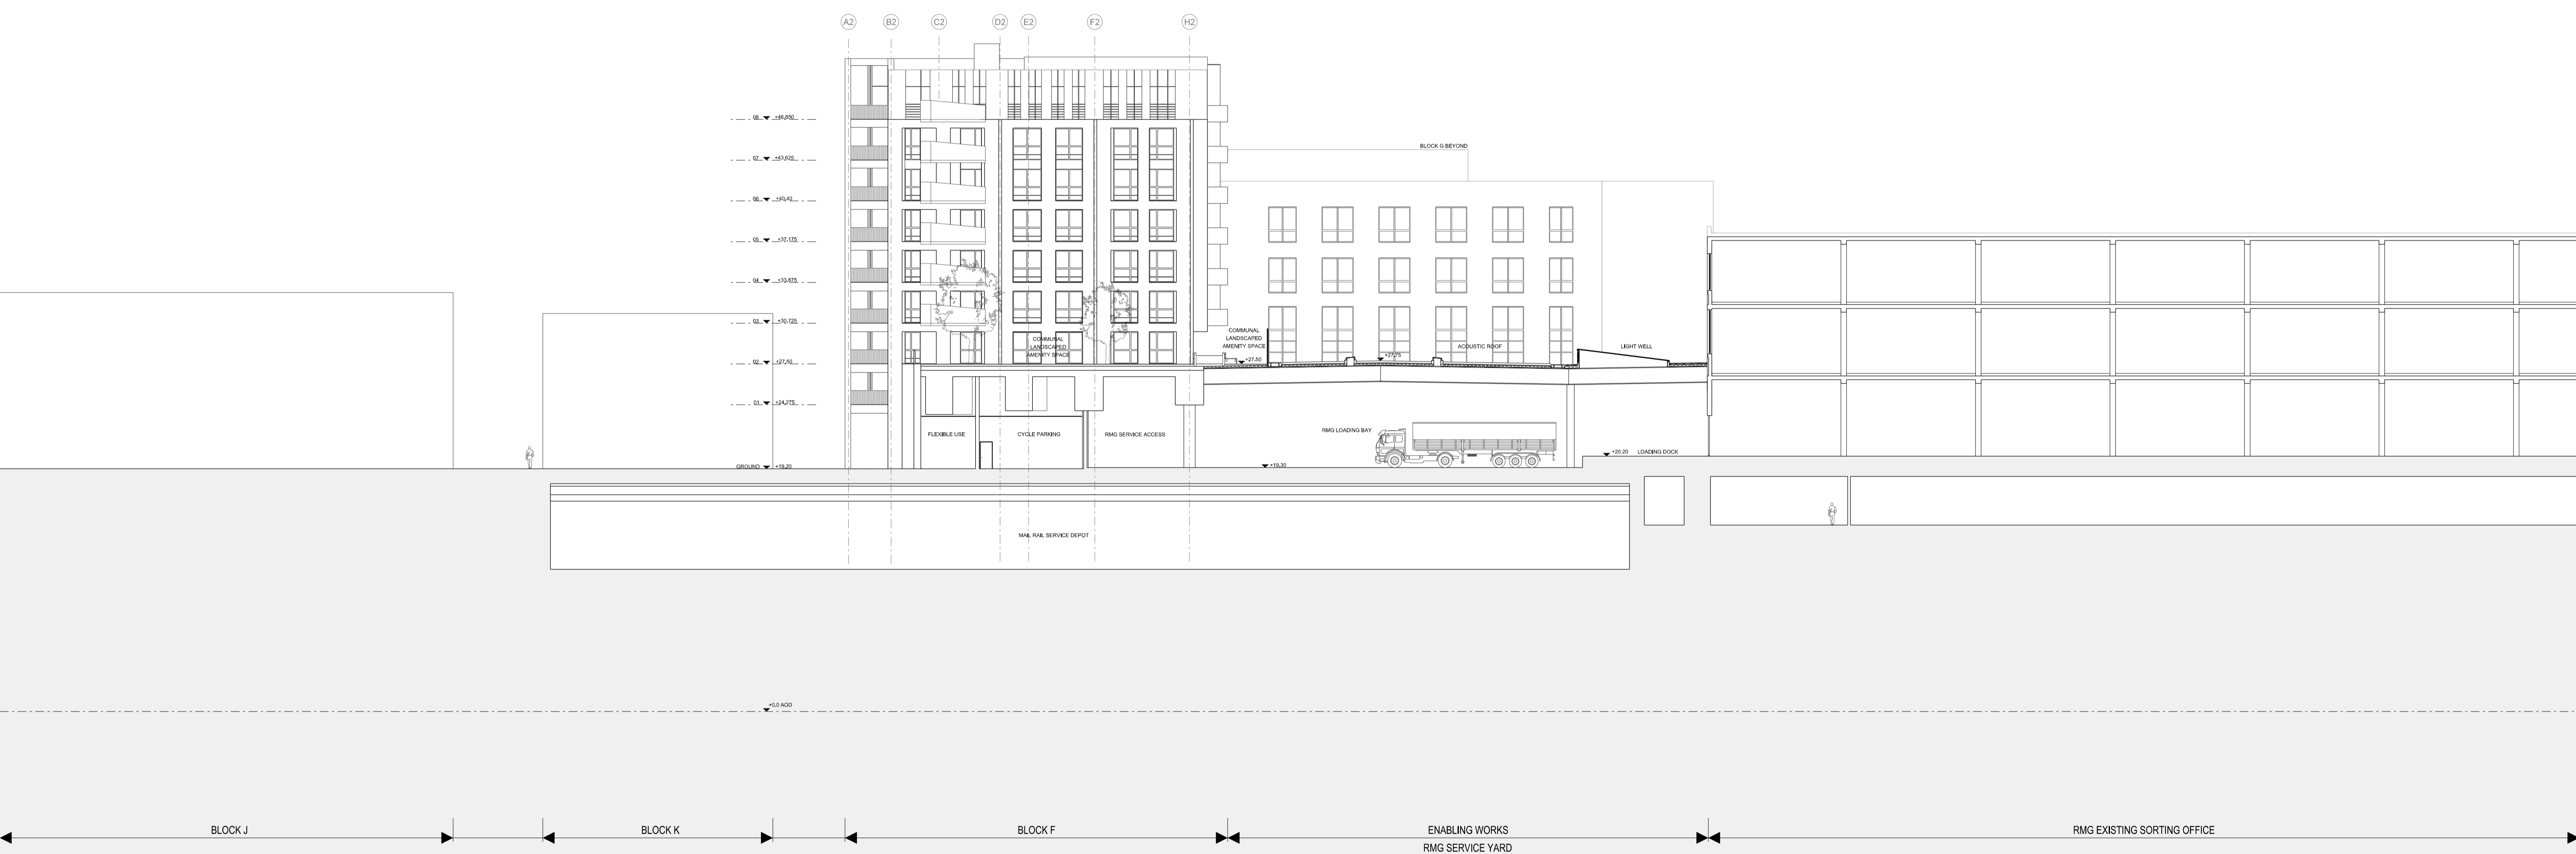 A2 B2 C2 D2 E2 F2 H2
08 +46,850
07 +43,625
06 +40,40
05 +37,175
04 +33,875
03 +30,725
02 +27,50
01 +24,275
GROUND +19,20
BLOCK G BEYOND
COMMUNAL
LANDSCAPED
AMENITY SPACE
COMMUNAL
LANDSCAPED
AMENITY SPACE
+27,50
+27,75
ACOUSTIC ROOF
LIGHT WELL
FLEXIBLE USE
CYCLE PARKING
RMG SERVICE ACCESS
RMG LOADING BAY
+19,30
+20.20 LOADING DOCK
MAIL RAIL SERVICE DEPOT
+0,0 AOD
BLOCK J
BLOCK K
BLOCK F
ENABLING WORKS
RMG SERVICE YARD
RMG EXISTING SORTING OFFICE